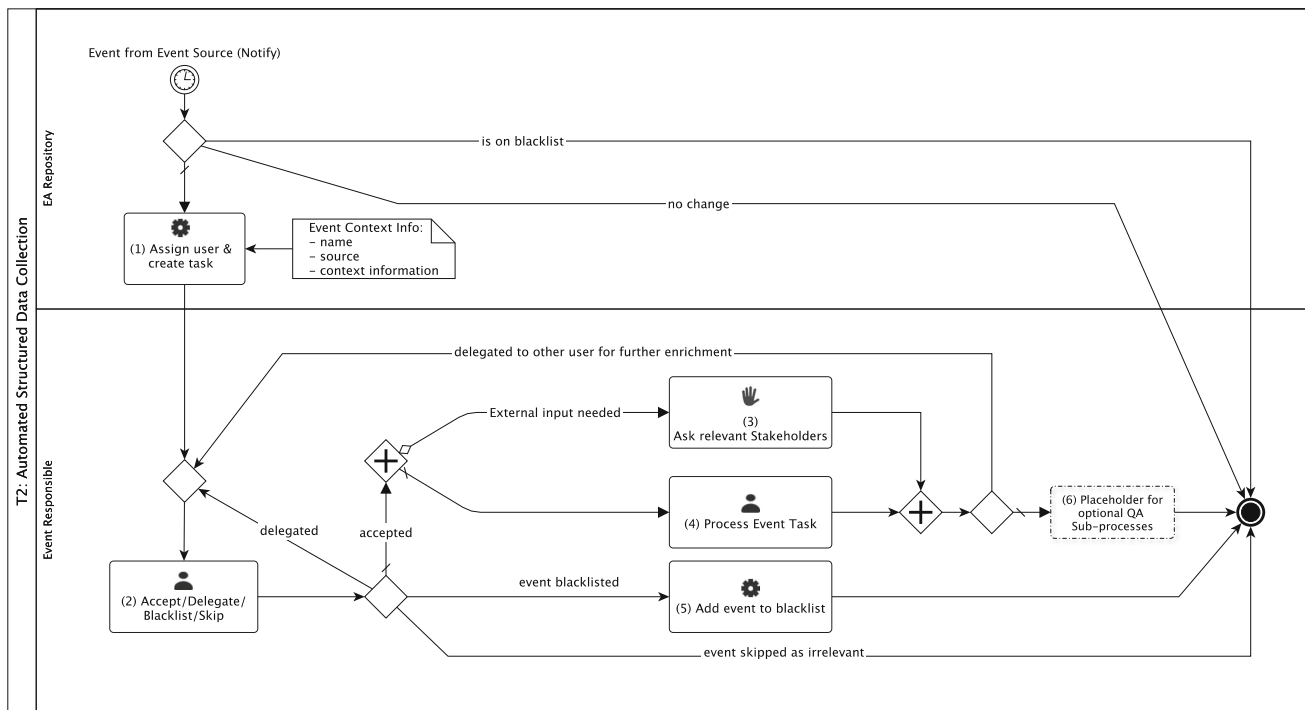 T2: Automated Structured Data Collection
EA Repository
Event from Event Source (Notify)
is on blacklist
no change
(1) Assign user &
create task
Event Context Info:
– name
– source
– context information
Event Responsible
delegated to other user for further enrichment
External input needed
(3)
Ask relevant Stakeholders
(4) Process Event Task
(6) Placeholder for
optional QA
Sub-processes
delegated
accepted
(2) Accept/Delegate/
Blacklist/Skip
event blacklisted
(5) Add event to blacklist
event skipped as irrelevant